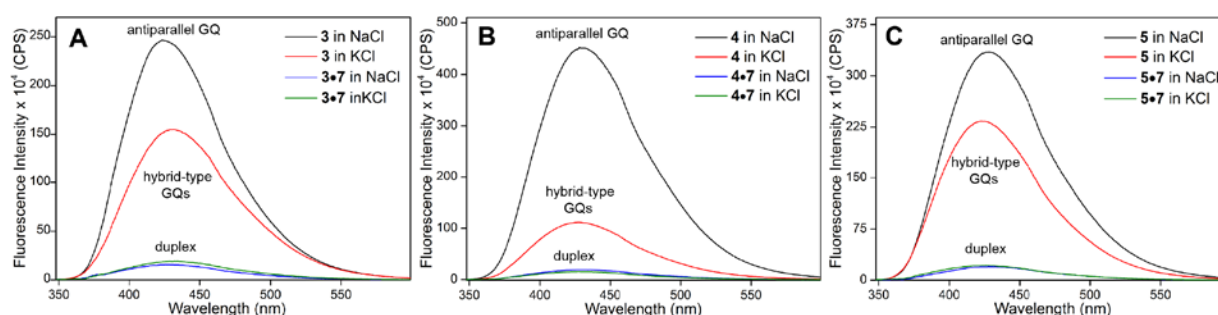 A
antiparallel GQ
3 in NaCl
3 in KCl
3•7 in NaCl
3•7 inKCl
hybrid-type
GQs
duplex
Fluorescence Intensity x 10⁴ (CPS)
250
200
150
100
50
0
350 400 450 500 550
Wavelength (nm)
B
antiparallel GQ
4 in NaCl
4 in KCl
4•7 in NaCl
4•7 in KCl
hybrid-type
GQs
duplex
Fluorescence Intensity x 10⁴ (CPS)
500
400
300
200
100
0
350 400 450 500 550
Wavelength (nm)
C
antiparallel GQ
5 in NaCl
5 in KCl
5•7 in NaCl
5•7 in KCl
hybrid-type
GQs
duplex
Fluorescence Intensity x 10⁴ (CPS)
375
300
225
150
75
0
350 400 450 500 550
Wavelength (nm)